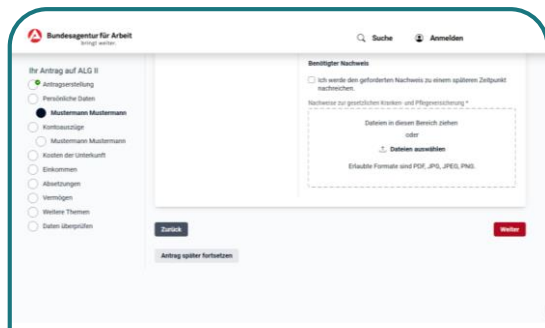 Bundesagentur für Arbeit
bringt weiter.
Suche
Anmelden
Ihr Antrag auf ALG II
Antragserstellung
Persönliche Daten
Mustermann Mustermann
Kontoauszüge
Mustermann Mustermann
Kosten der Unterkunft
Einkommen
Absetzungen
Vermögen
Weitere Themen
Daten überprüfen
Benötigter Nachweis
Ich werde den geforderten Nachweis zu einem späteren Zeitpunkt
nachreichen.
Nachweise zur gesetzlichen Kranken- und Pflegeversicherung *
Dateien in diesen Bereich ziehen
oder
Dateien auswählen
Erlaubte Formate sind PDF, JPG, JPEG, PNG.
Zurück
Weiter
Antrag später fortsetzen